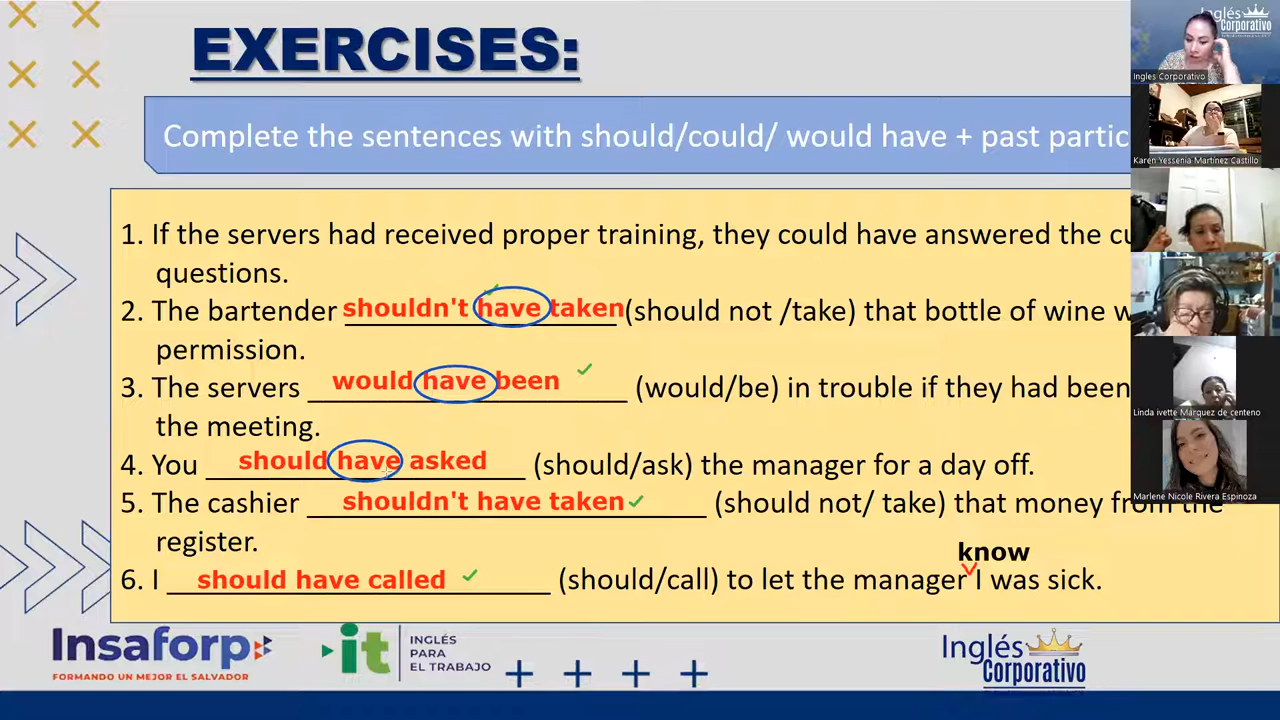 EXERCISES:
Complete the sentences with should/could/ would have + past partic
1. If the servers had received proper training, they could have answered the
questions.
2. The bartender shouldn't have taken (should not /take) that bottle of wine
permission.
3. The servers would have been (would/be) in trouble if they had been
the meeting.
4. You should have asked (should/ask) the manager for a day off.
5. The cashier shouldn't have taken (should not/ take) that money from the
register.
know
6. I should have called (should/call) to let the manager I was sick.
Insaforp
FORMANDO UN MEJOR EL SALVADOR
it
INGLÉS
PARA
EL TRABAJO
Inglés
Corporativo
Inglés
Corporativo
Ingles Corporativo
Karen Yessenia Martínez Castillo
Linda ivette Marquez de centeno
Marlene Nicole Rivera Espinoza